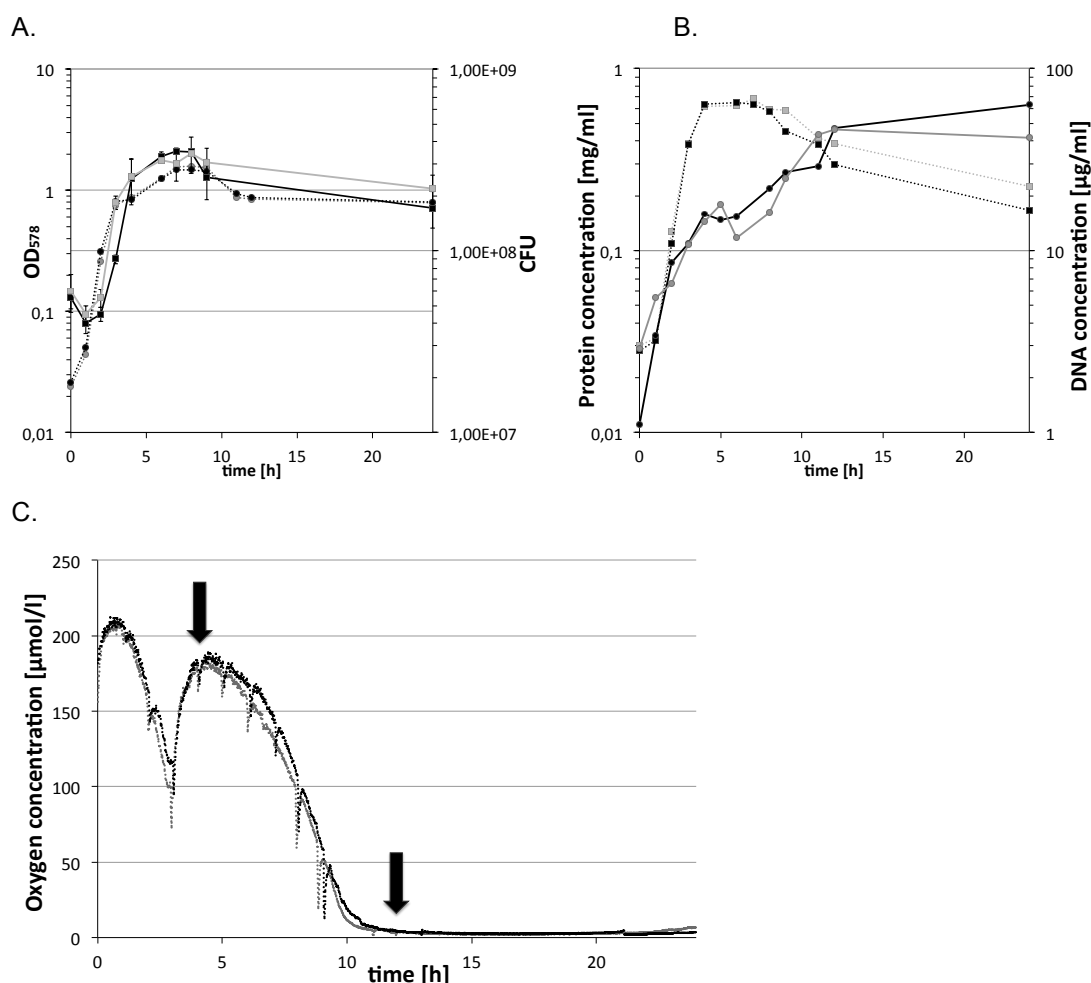 A.
10
1
0,1
0,01
OD578
1,00E+09
1,00E+08
1,00E+07
CFU
0 5 10 15 20
time [h]
B.
1
0,1
0,01
Protein concentration [mg/ml]
100
10
1
DNA concentration [µg/ml]
0 5 10 15 20
time [h]
C.
250
200
150
100
50
0
Oxygen concentration [µmol/l]
0 5 10 15 20
time [h]